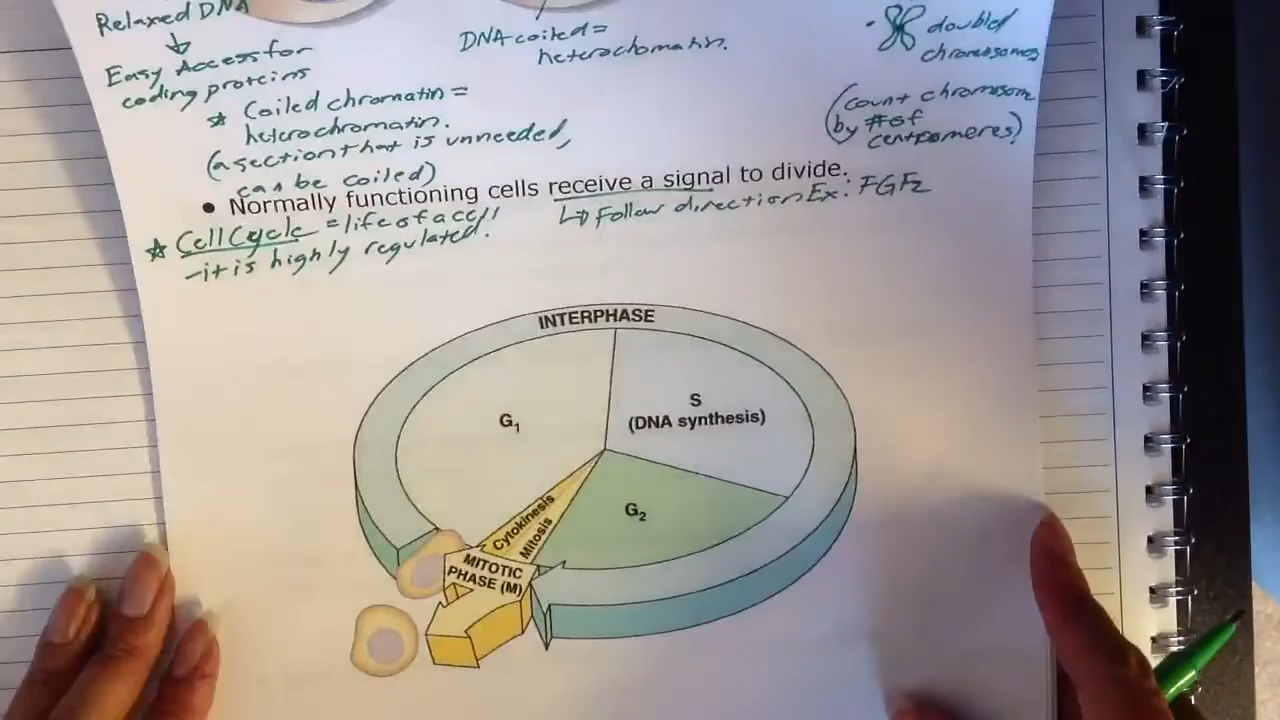 Relaxed DNA
Easy Access for
coding proteins
DNA coiled =
heterochomatin.
doubled
chromosomes
* Coiled chromatin =
heterochromatin.
(a section that is unneeded,
can be coiled)
(count chromosom
by # of
centromeres)
• Normally functioning cells receive a signal to divide.
↳ Follow direction Ex: FGF2
* Cell Cycle = life of a cell!
- it is highly regulated.
INTERPHASE
G1
S
(DNA synthesis)
G2
Cytokinesis
Mitosis
MITOTIC
PHASE (M)